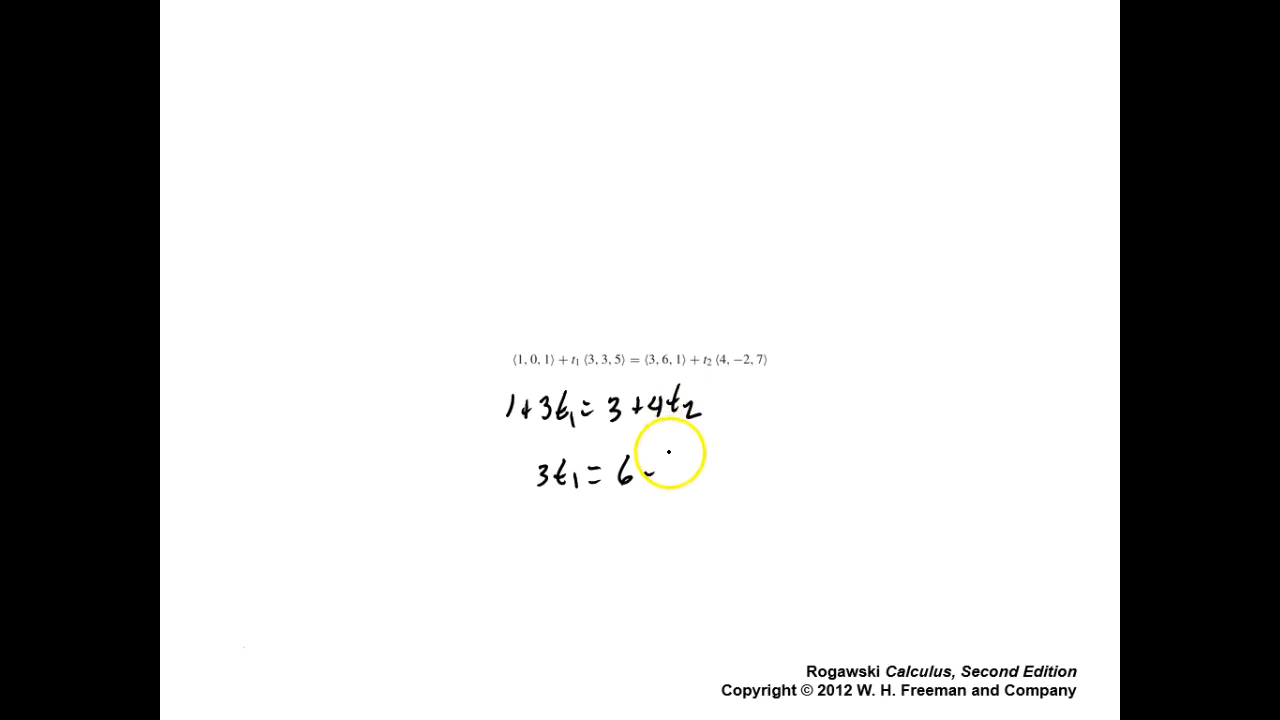 ⟨1, 0, 1⟩ + t₁ ⟨3, 3, 5⟩ = ⟨3, 6, 1⟩ + t₂ ⟨4, −2, 7⟩
1+3t₁ = 3+4t₂
3t₁ = 6 -
Rogawski Calculus, Second Edition
Copyright © 2012 W. H. Freeman and Company